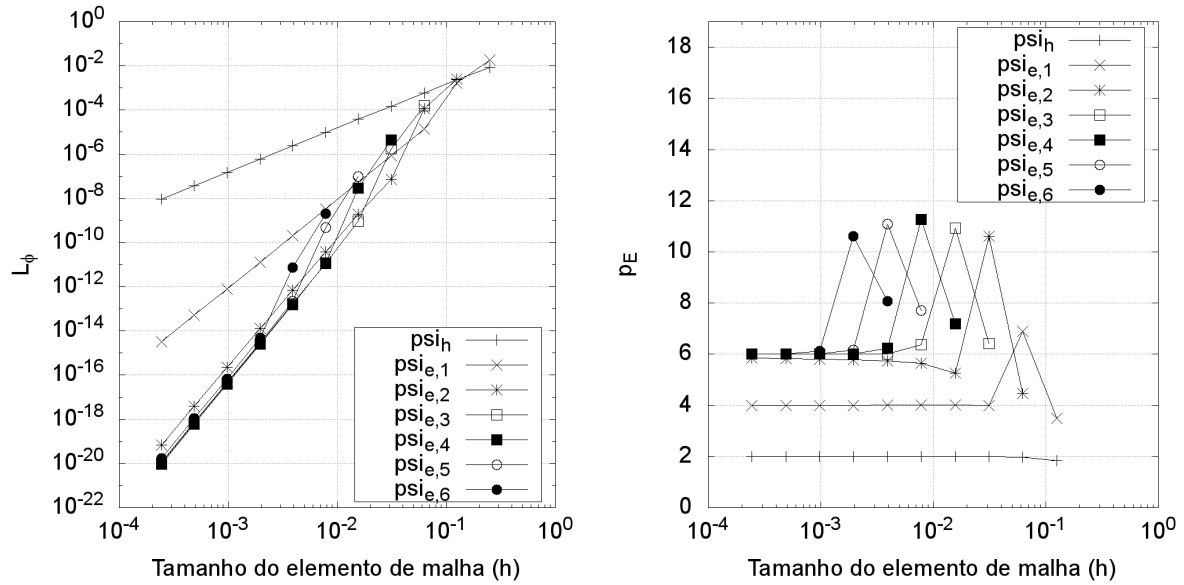 10^0
10^-2
10^-4
10^-6
10^-8
10^-10
10^-12
10^-14
10^-16
10^-18
10^-20
10^-22
L_ϕ
psi_h
psi_e,1
psi_e,2
psi_e,3
psi_e,4
psi_e,5
psi_e,6
10^-4 10^-3 10^-2 10^-1 10^0
Tamanho do elemento de malha (h)
18
16
14
12
10
8
6
4
2
0
p_E
psi_h
psi_e,1
psi_e,2
psi_e,3
psi_e,4
psi_e,5
psi_e,6
10^-4 10^-3 10^-2 10^-1 10^0
Tamanho do elemento de malha (h)